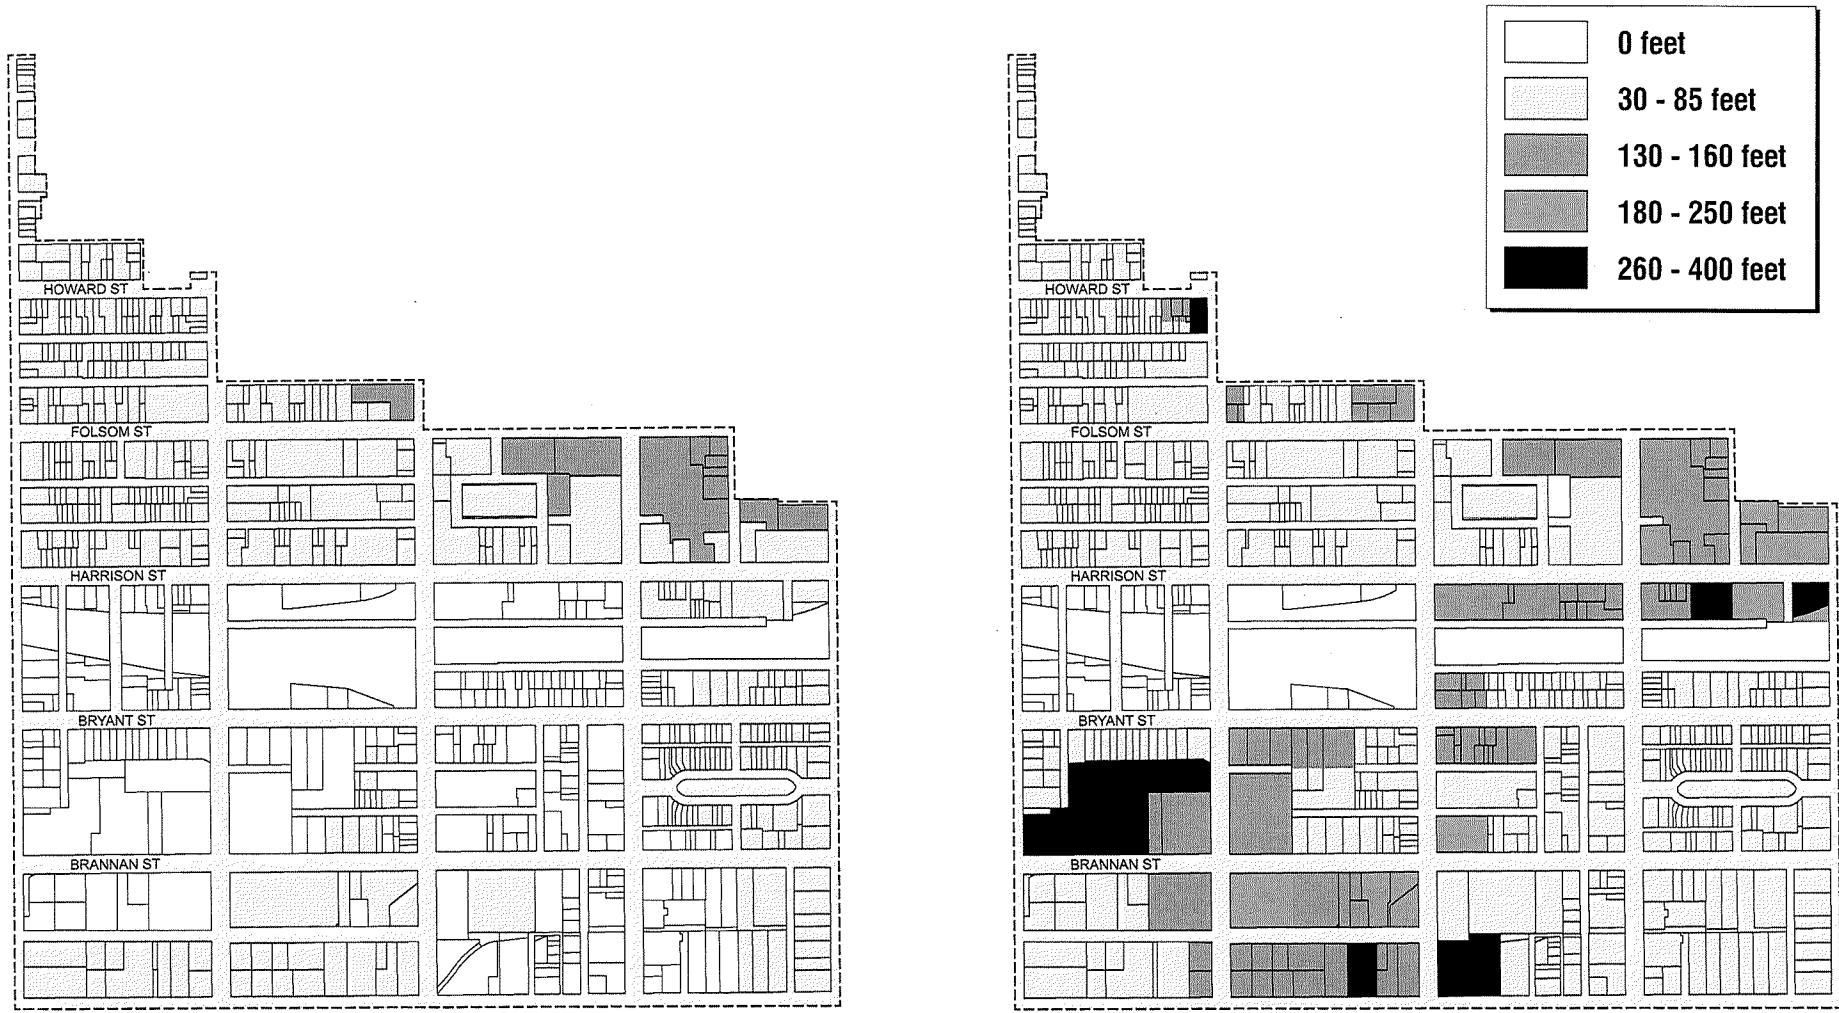 0 feet
30 - 85 feet
130 - 160 feet
180 - 250 feet
260 - 400 feet
HOWARD ST
FOLSOM ST
HARRISON ST
BRYANT ST
BRANNAN ST
HOWARD ST
FOLSOM ST
HARRISON ST
BRYANT ST
BRANNAN ST